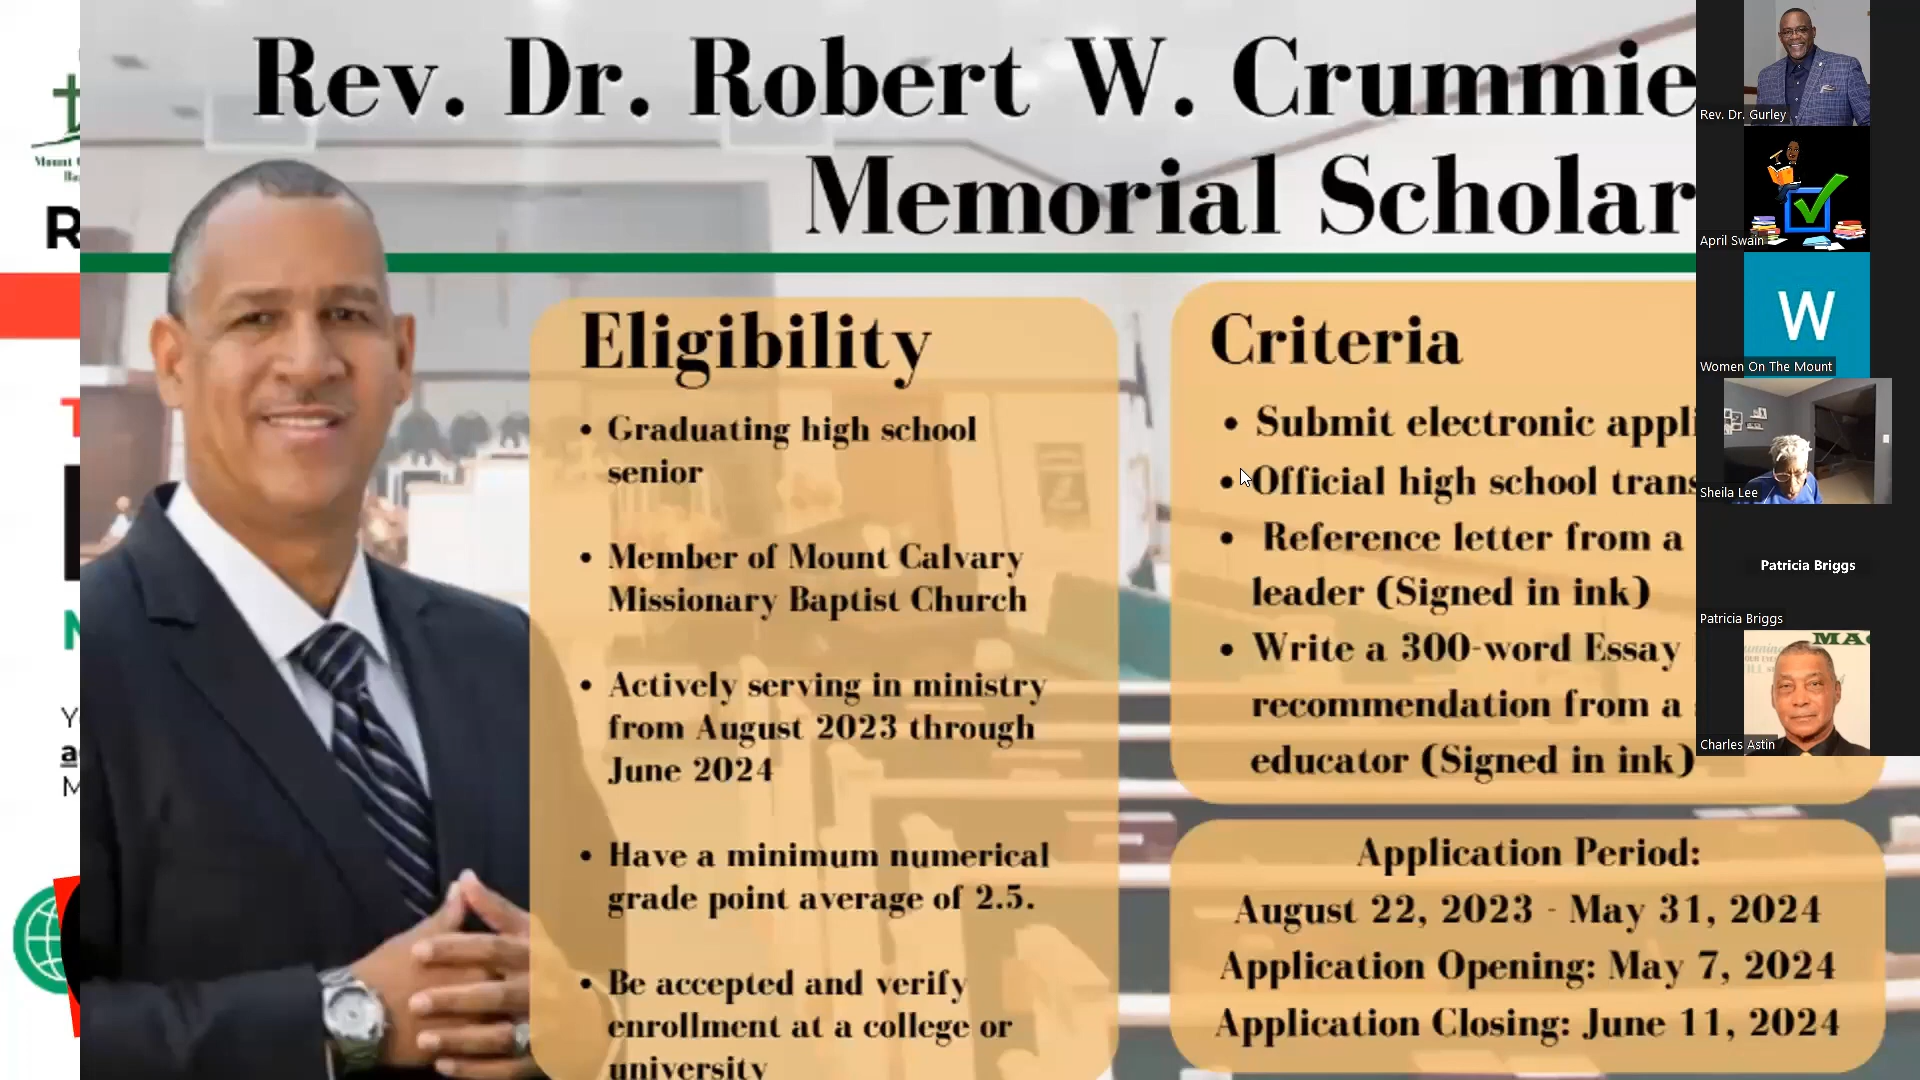 Rev. Dr. Robert W. Crummie
Memorial Scholar
Mount
R
Eligibility
• Graduating high school
senior
• Member of Mount Calvary
Missionary Baptist Church
• Actively serving in ministry
from August 2023 through
June 2024
• Have a minimum numerical
grade point average of 2.5.
• Be accepted and verify
enrollment at a college or
university
Criteria
• Submit electronic appli
• Official high school trans
• Reference letter from a
leader (Signed in ink)
• Write a 300-word Essay
recommendation from a
educator (Signed in ink)
Application Period:
August 22, 2023 - May 31, 2024
Application Opening: May 7, 2024
Application Closing: June 11, 2024
Rev. Dr. Gurley
April Swain
W
Women On The Mount
Sheila Lee
Patricia Briggs
Patricia Briggs
MA
Charles Astin